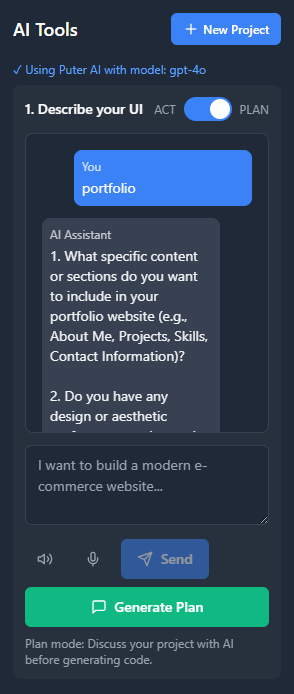 AI Tools
New Project
✓ Using Puter AI with model: gpt-4o
1. Describe your UI
ACT
PLAN
You
portfolio
AI Assistant
1. What specific content
or sections do you want
to include in your
portfolio website (e.g.,
About Me, Projects, Skills,
Contact Information)?
2. Do you have any
design or aesthetic
I want to build a modern e-
commerce website...
Send
Generate Plan
Plan mode: Discuss your project with AI
before generating code.